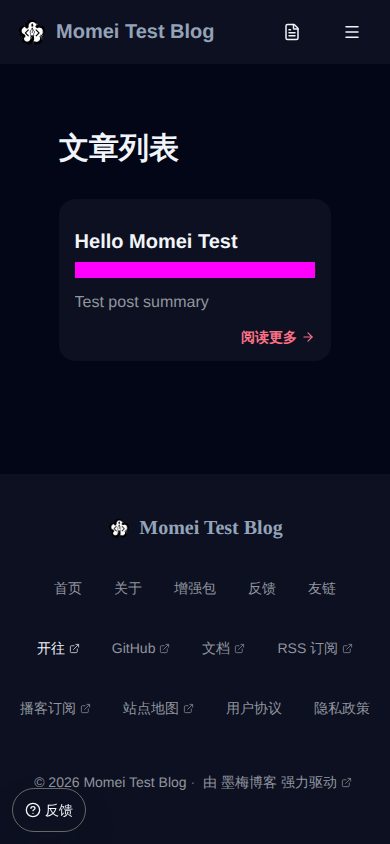 Momei Test Blog
文章列表
Hello Momei Test
Test post summary
阅读更多
Momei Test Blog
首页 关于 增强包 反馈 友链
开往 GitHub 文档 RSS 订阅
播客订阅 站点地图 用户协议 隐私政策
© 2026 Momei Test Blog · 由 墨梅博客 强力驱动
反馈